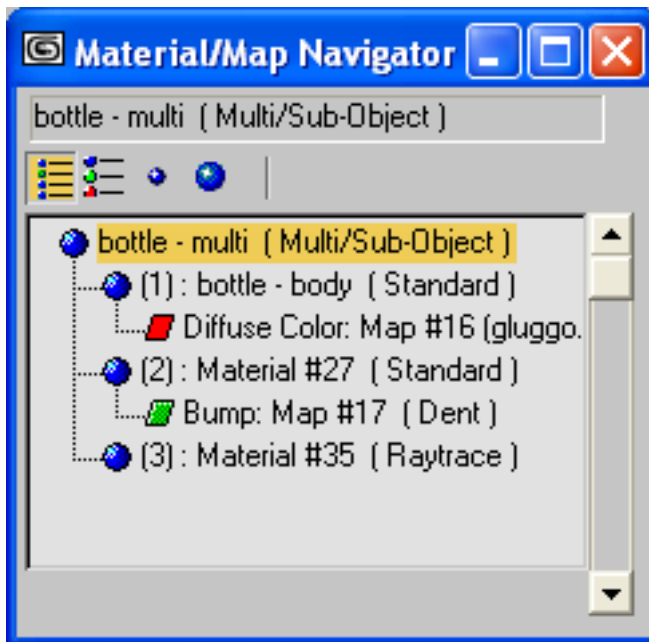 Material/Map Navigator
bottle - multi ( Multi/Sub-Object )
bottle - multi ( Multi/Sub-Object )
(1) : bottle - body ( Standard )
Diffuse Color: Map #16 (gluggo.
(2) : Material #27 ( Standard )
Bump: Map #17 ( Dent )
(3) : Material #35 ( Raytrace )